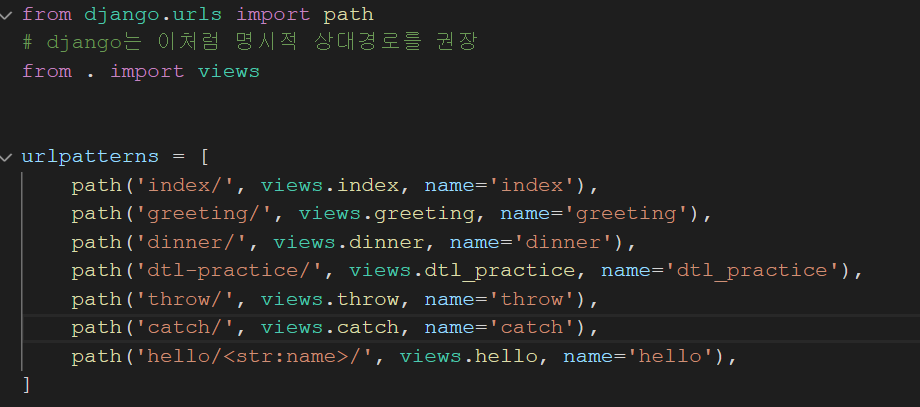 from django.urls import path
# django는 이처럼 명시적 상대경로를 권장
from . import views
urlpatterns = [
    path('index/', views.index, name='index'),
    path('greeting/', views.greeting, name='greeting'),
    path('dinner/', views.dinner, name='dinner'),
    path('dtl-practice/', views.dtl_practice, name='dtl_practice'),
    path('throw/', views.throw, name='throw'),
    path('catch/', views.catch, name='catch'),
    path('hello/<str:name>/', views.hello, name='hello'),
]